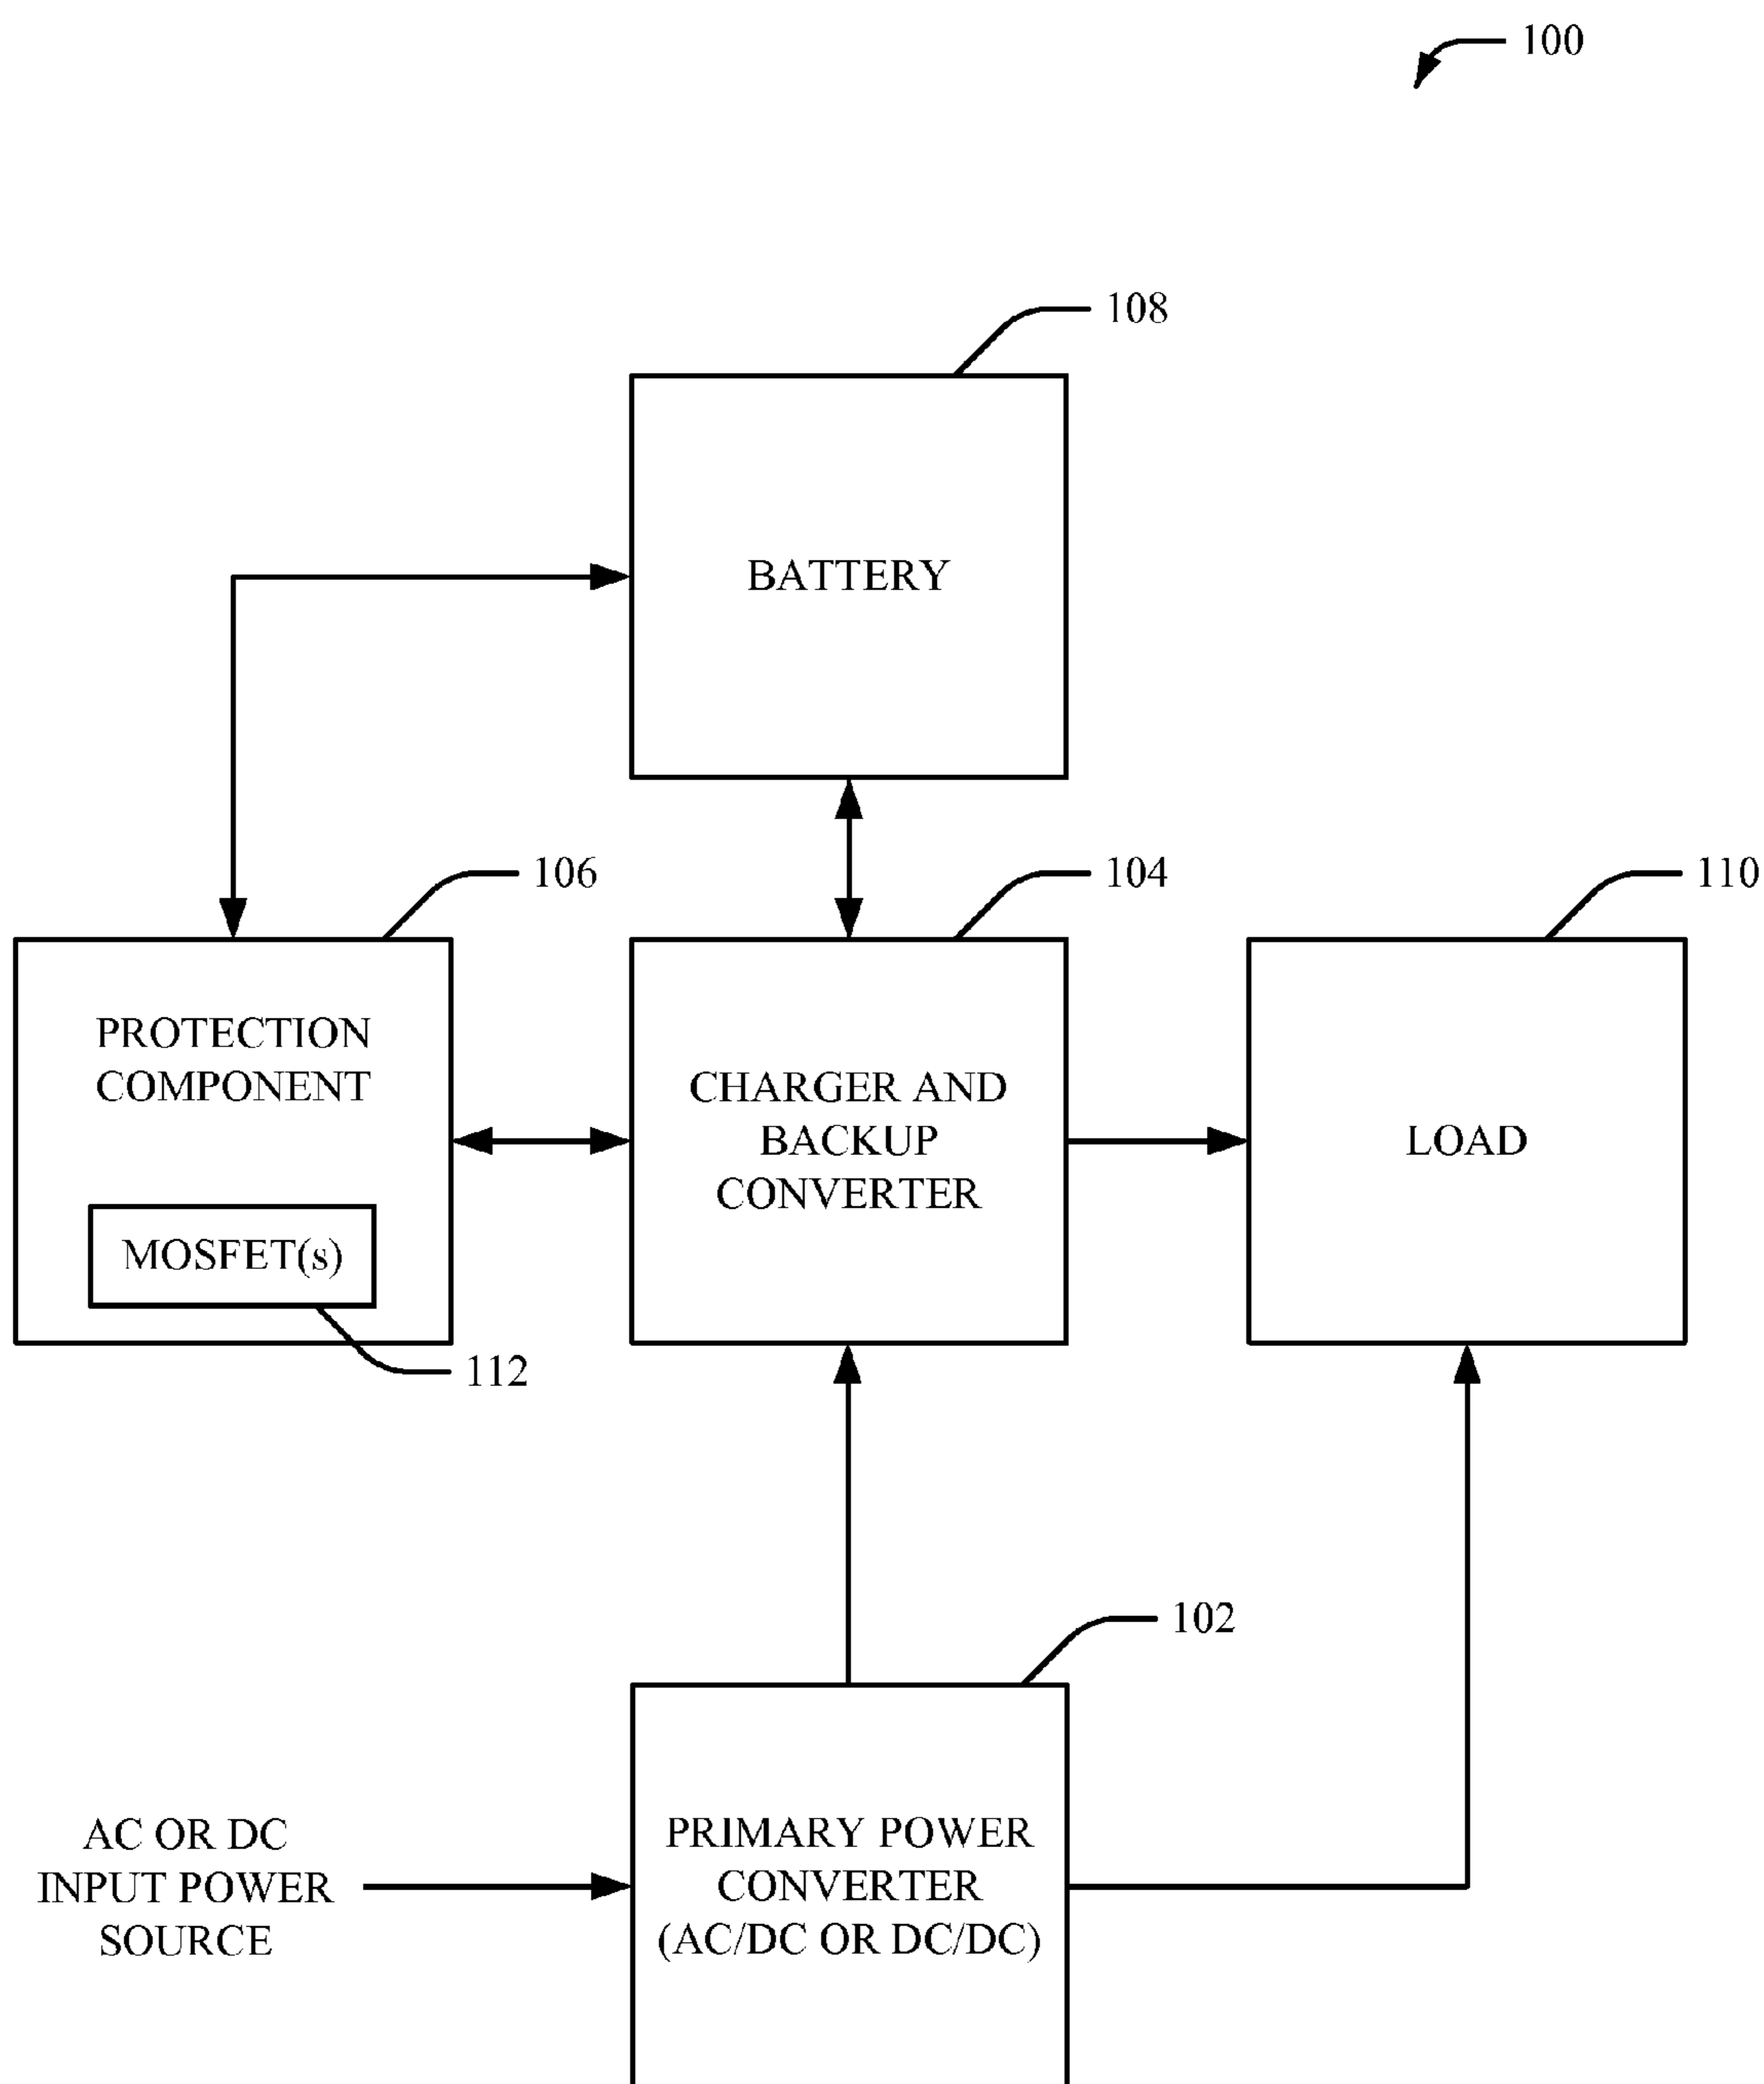 100
108
BATTERY
106
104
110
PROTECTION
COMPONENT
CHARGER AND
BACKUP
CONVERTER
LOAD
MOSFET(s)
112
102
AC OR DC
INPUT POWER
SOURCE
PRIMARY POWER
CONVERTER
(AC/DC OR DC/DC)